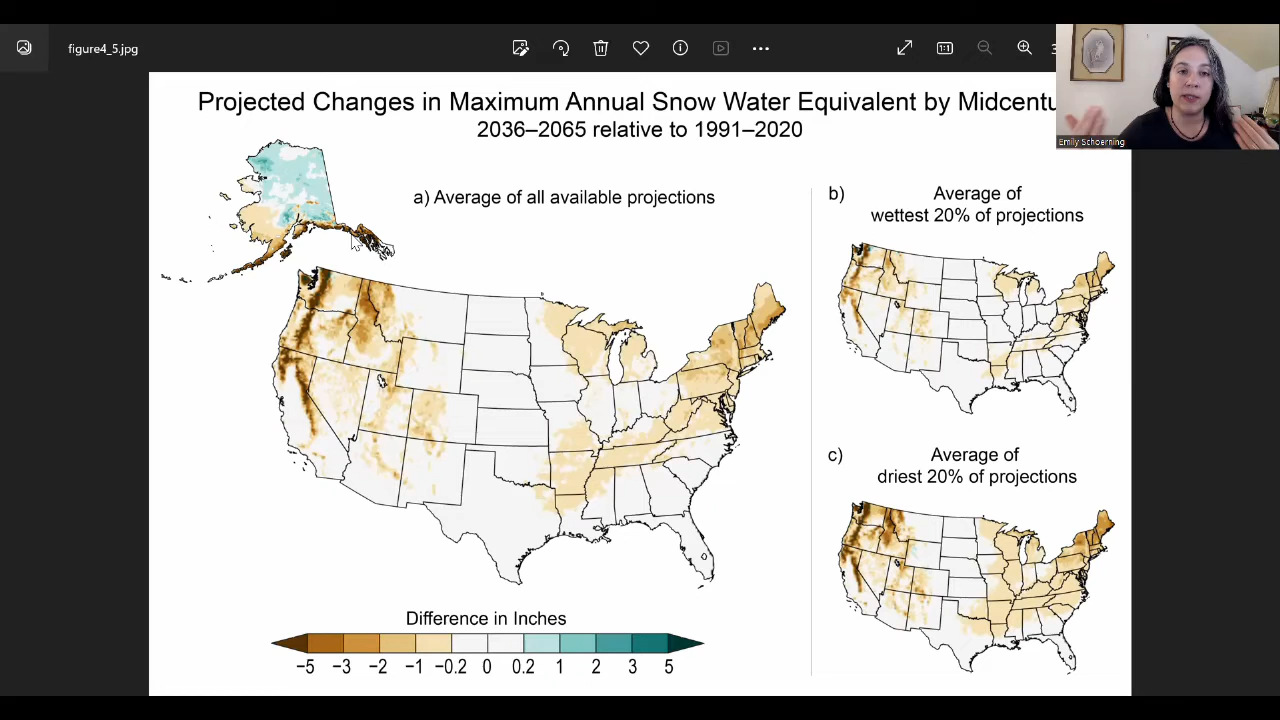 figure4_5.jpg
Emily Schoerning
Projected Changes in Maximum Annual Snow Water Equivalent by
2036–2065 relative to 1991–2020
a) Average of all available projections
b)
Average of
wettest 20% of projections
c)
Average of
driest 20% of projections
Difference in Inches
−5 −3 −2 −1 −0.2 0 0.2 1 2 3 5